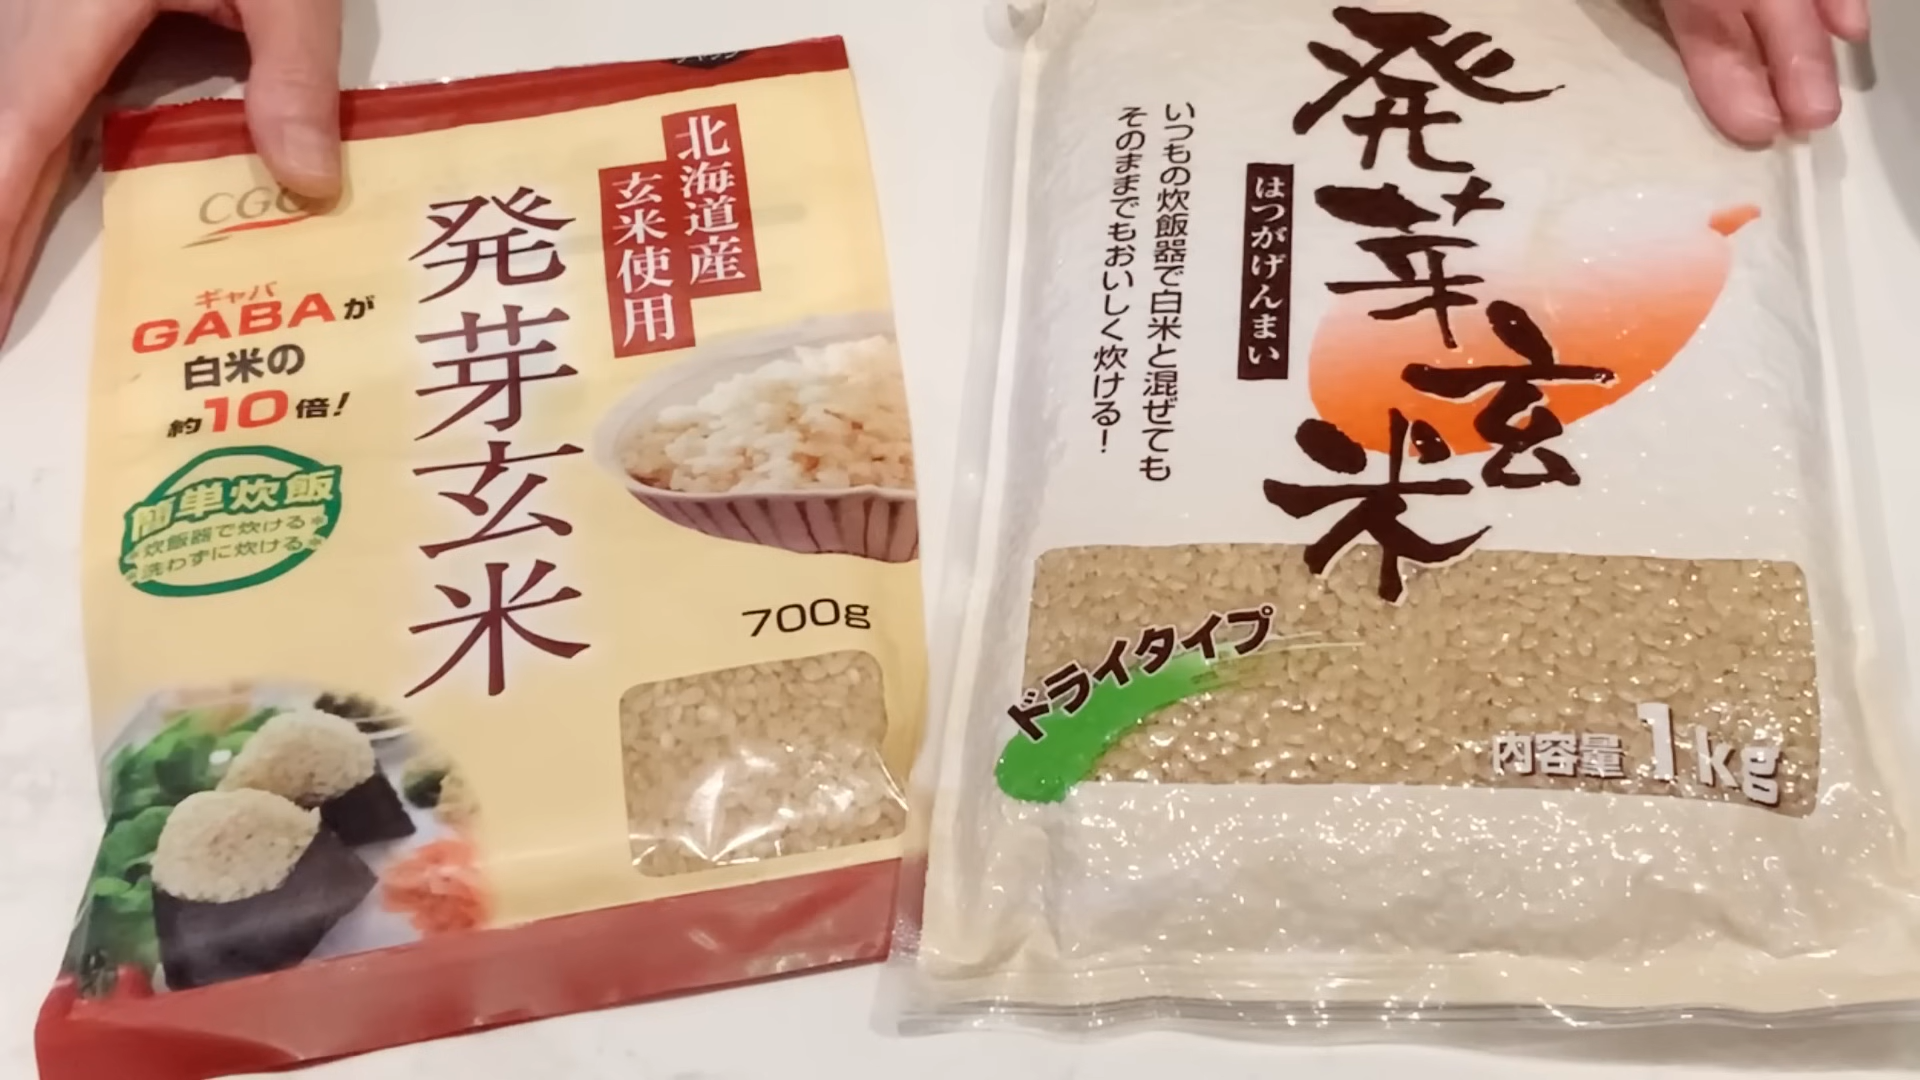 CGC
北海道産
玄米使用
発芽玄米
ギャバ
GABAが
白米の
約10倍!
簡単炊飯
炊飯器で炊ける
洗わずに炊ける
700g
発芽玄米
はつがげんまい
いつもの炊飯器で白米と混ぜても
そのままでもおいしく炊ける!
ドライタイプ
内容量1kg